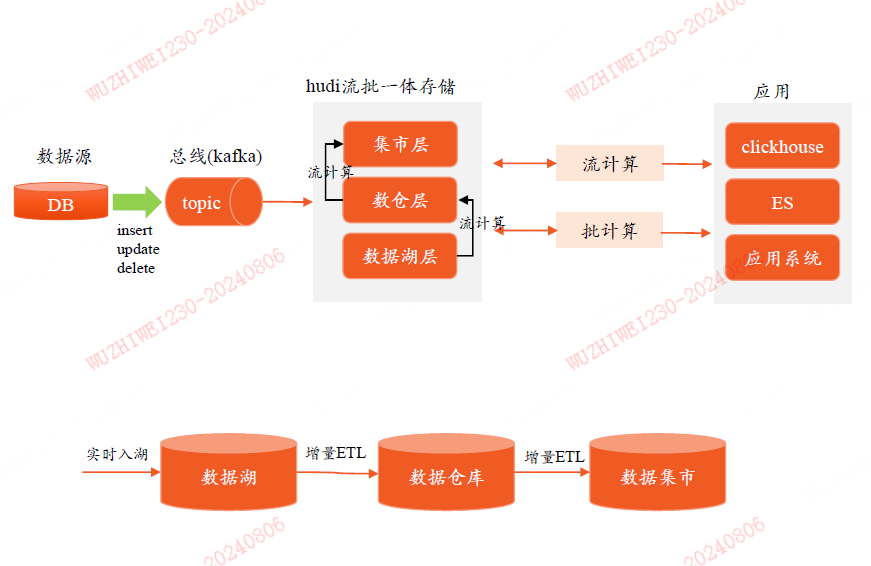 WUZHIWEI230-20240806
WUZHIWEI230-20240806
hudi流批一体存储
应用
数据源
总线(kafka)
DB
insert
update
delete
topic
集市层
流计算
数仓层
流计算
数据湖层
流计算
批计算
clickhouse
ES
应用系统
WUZHIWEI230-20240806
WUZHIWEI230-20240806
实时入湖
数据湖
增量ETL
数据仓库
增量ETL
数据集市
-20240806
-20240806